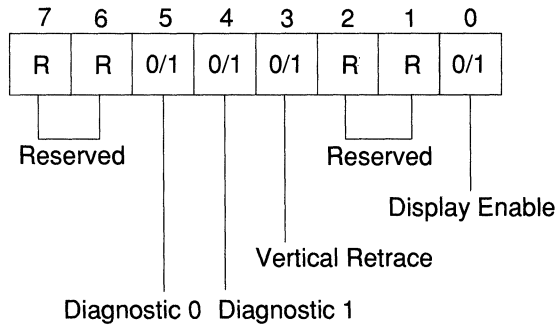 7 6 5 4 3 2 1 0
R R 0/1 0/1 0/1 R R 0/1
Reserved Reserved
Display Enable
Vertical Retrace
Diagnostic 0 Diagnostic 1